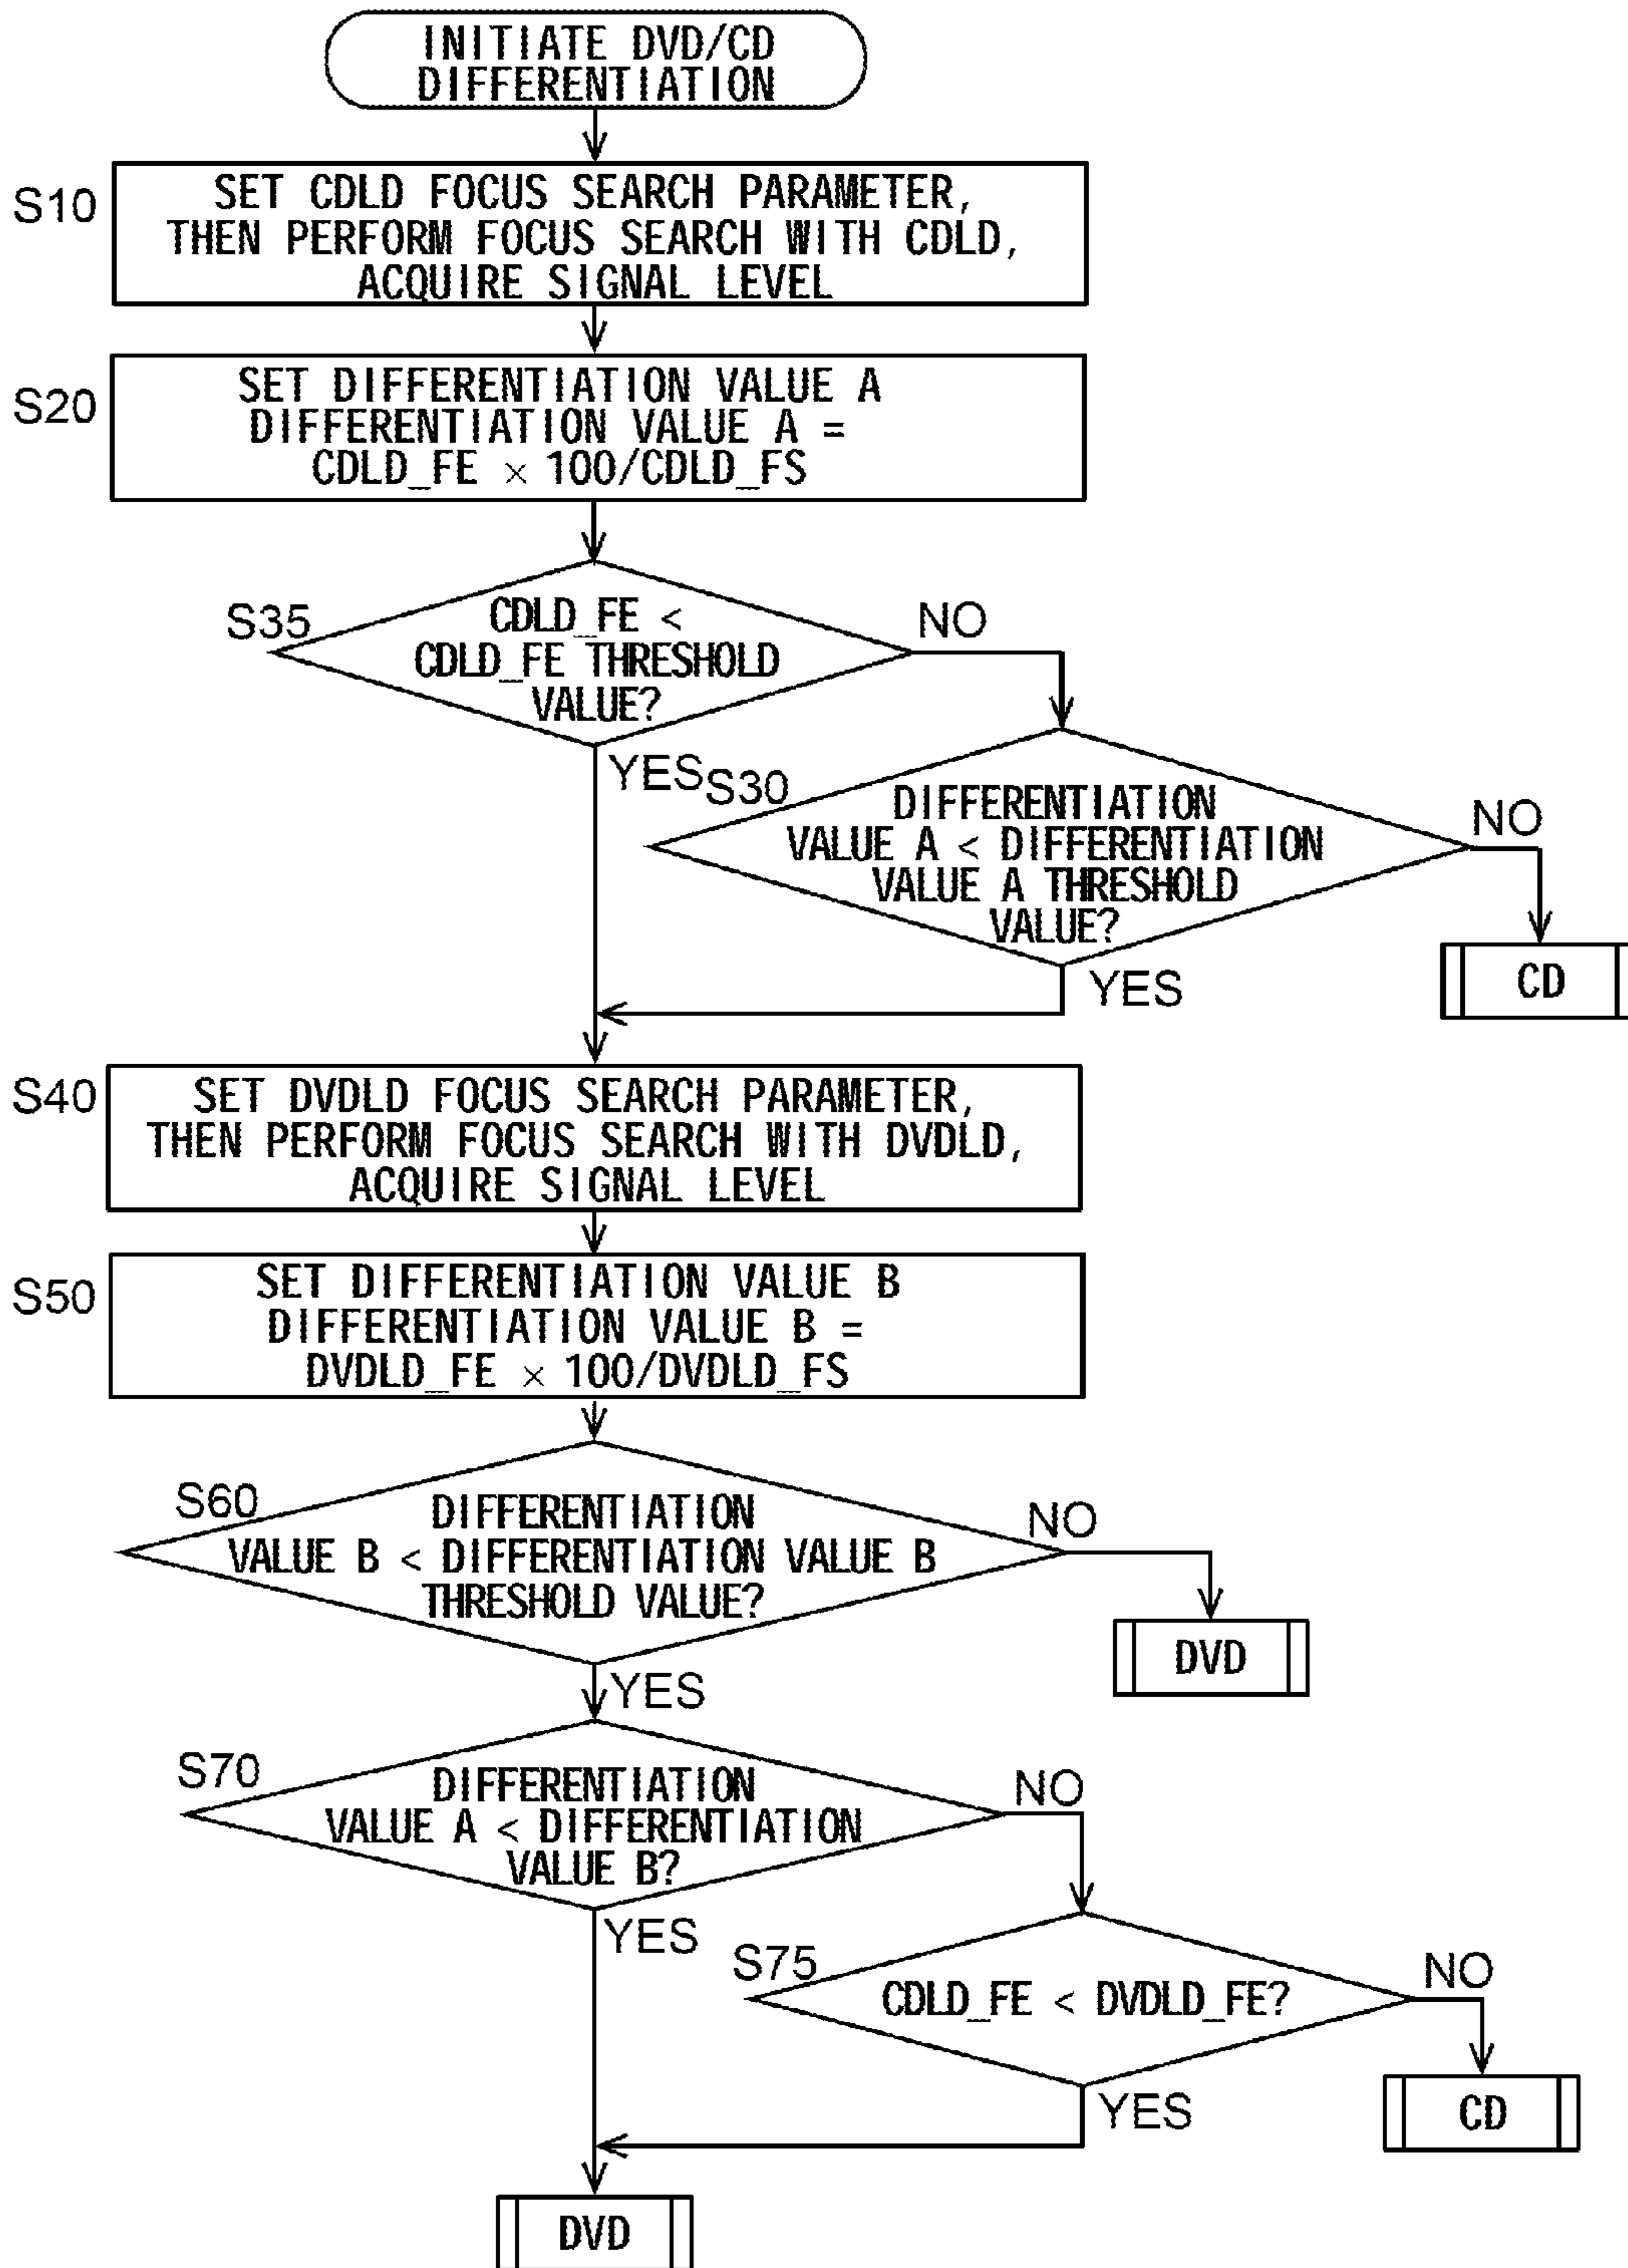 INITIATE DVD/CD
DIFFERENTIATION
S10
SET CDLD FOCUS SEARCH PARAMETER,
THEN PERFORM FOCUS SEARCH WITH CDLD,
ACQUIRE SIGNAL LEVEL
S20
SET DIFFERENTIATION VALUE A
DIFFERENTIATION VALUE A =
CDLD_FE × 100/CDLD_FS
S35
CDLD_FE <
CDLD_FE THRESHOLD
VALUE?
NO
YES
S30
DIFFERENTIATION
VALUE A < DIFFERENTIATION
VALUE A THRESHOLD
VALUE?
NO
YES
CD
S40
SET DVDLD FOCUS SEARCH PARAMETER,
THEN PERFORM FOCUS SEARCH WITH DVDLD,
ACQUIRE SIGNAL LEVEL
S50
SET DIFFERENTIATION VALUE B
DIFFERENTIATION VALUE B =
DVDLD_FE × 100/DVDLD_FS
S60
DIFFERENTIATION
VALUE B < DIFFERENTIATION VALUE B
THRESHOLD VALUE?
NO
DVD
YES
S70
DIFFERENTIATION
VALUE A < DIFFERENTIATION
VALUE B?
NO
YES
S75
CDLD_FE < DVDLD_FE?
NO
YES
CD
DVD